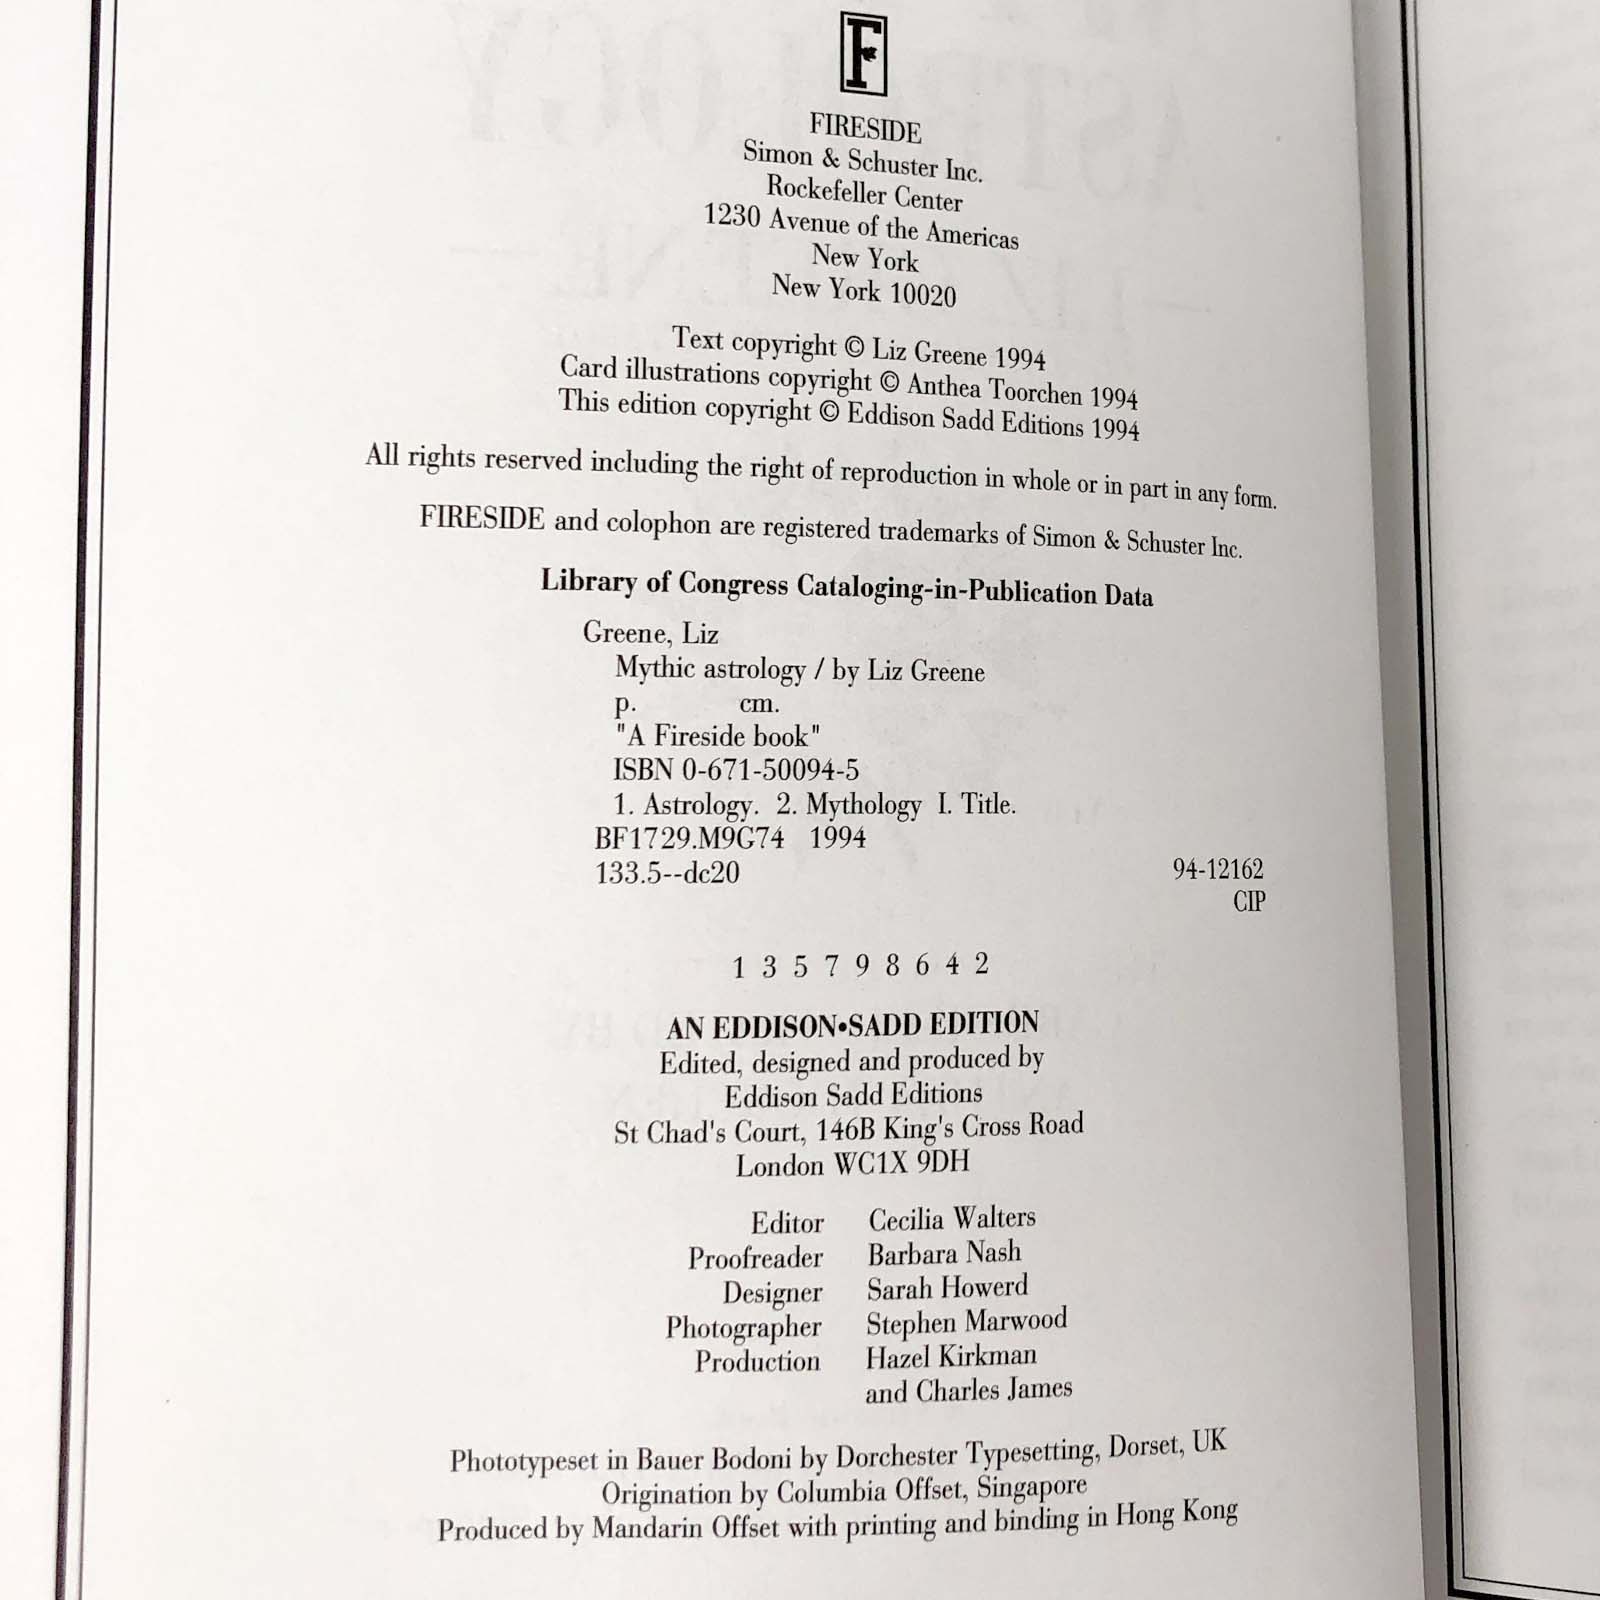 F
FIRESIDE
Simon & Schuster Inc.
Rockefeller Center
1230 Avenue of the Americas
New York
New York 10020
Text copyright © Liz Greene 1994
Card illustrations copyright © Anthea Toorchen 1994
This edition copyright © Eddison Sadd Editions 1994
All rights reserved including the right of reproduction in whole or in part in any form.
FIRESIDE and colophon are registered trademarks of Simon & Schuster Inc.
Library of Congress Cataloging-in-Publication Data
Greene, Liz
Mythic astrology / by Liz Greene
p. cm.
"A Fireside book"
ISBN 0-671-50094-5
1. Astrology. 2. Mythology I. Title.
BF1729.M9G74 1994
133.5--dc20 94-12162
CIP
1 3 5 7 9 8 6 4 2
AN EDDISON•SADD EDITION
Edited, designed and produced by
Eddison Sadd Editions
St Chad's Court, 146B King's Cross Road
London WC1X 9DH
Editor Cecilia Walters
Proofreader Barbara Nash
Designer Sarah Howerd
Photographer Stephen Marwood
Production Hazel Kirkman
and Charles James
Phototypeset in Bauer Bodoni by Dorchester Typesetting, Dorset, UK
Origination by Columbia Offset, Singapore
Produced by Mandarin Offset with printing and binding in Hong Kong